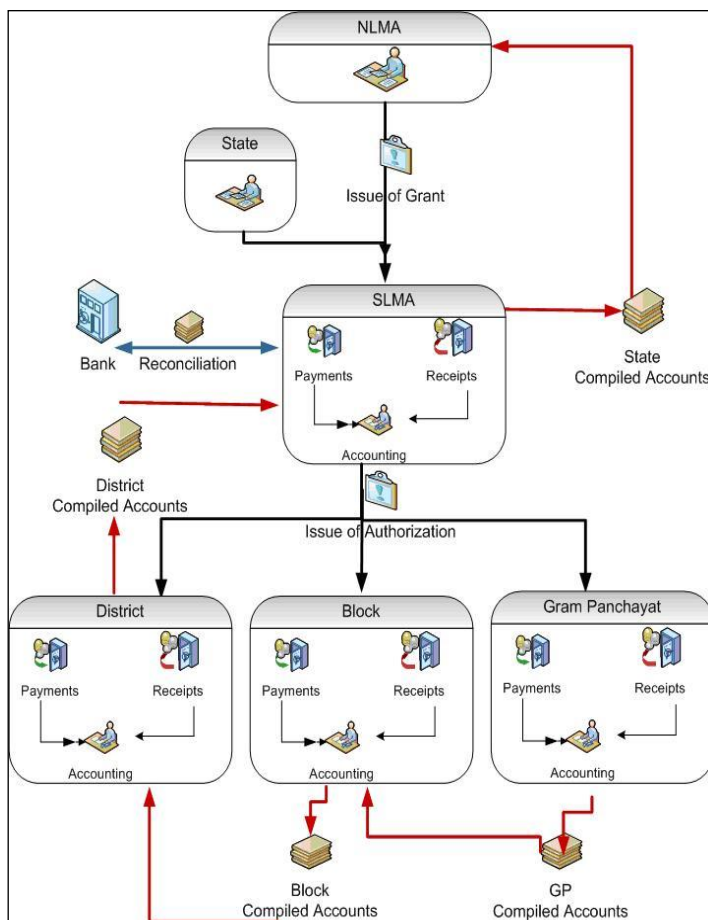 NLMA
State
Issue of Grant
SLMA
Payments
Receipts
Accounting
Bank
Reconciliation
State
Compiled Accounts
District
Compiled Accounts
Issue of Authorization
District
Payments
Receipts
Accounting
Block
Payments
Receipts
Accounting
Gram Panchayat
Payments
Receipts
Accounting
Block
Compiled Accounts
GP
Compiled Accounts